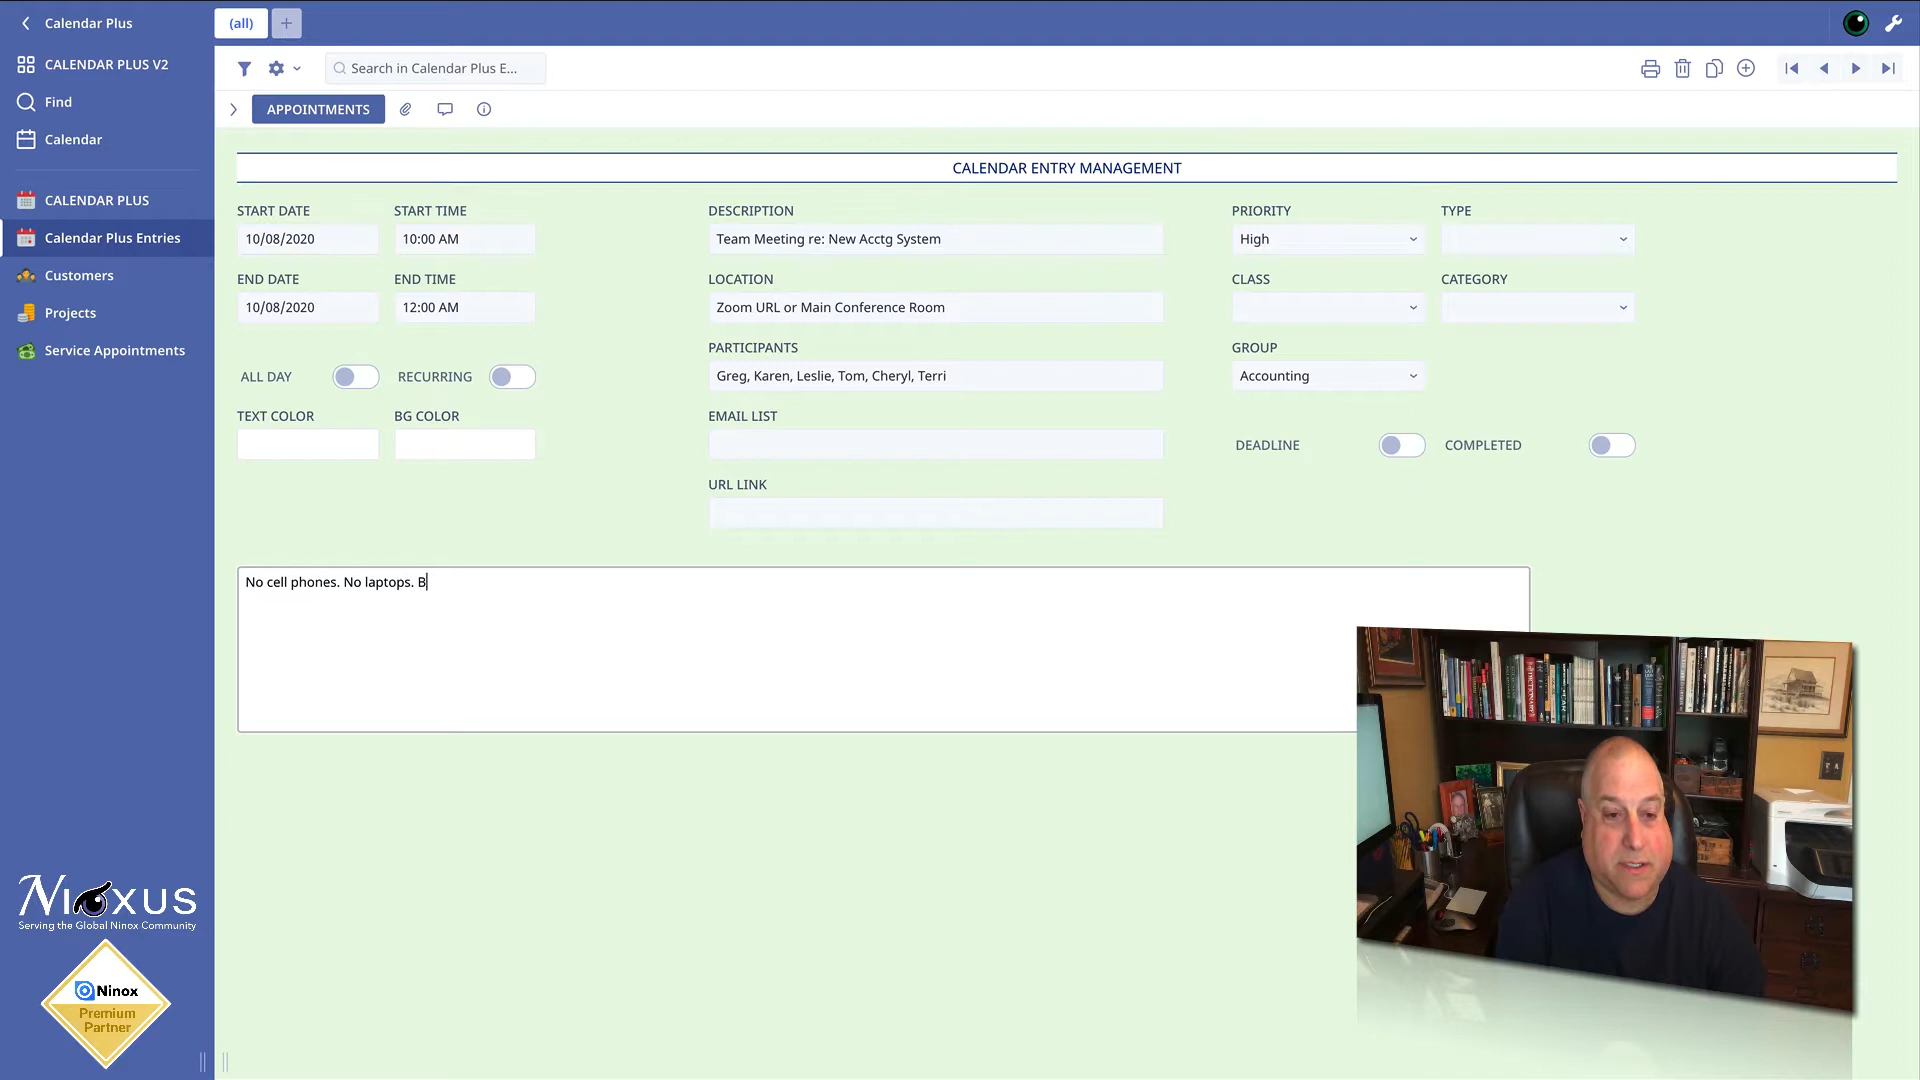 Calendar Plus
(all)
CALENDAR PLUS V2
Find
Calendar
CALENDAR PLUS
Calendar Plus Entries
Customers
Projects
Service Appointments
NIOXUS
Serving the Global Ninox Community
Ninox
Premium
Partner
Search in Calendar Plus E...
APPOINTMENTS
CALENDAR ENTRY MANAGEMENT
START DATE
START TIME
10/08/2020
10:00 AM
END DATE
END TIME
10/08/2020
12:00 AM
ALL DAY
RECURRING
TEXT COLOR
BG COLOR
DESCRIPTION
Team Meeting re: New Acctg System
LOCATION
Zoom URL or Main Conference Room
PARTICIPANTS
Greg, Karen, Leslie, Tom, Cheryl, Terri
EMAIL LIST
URL LINK
PRIORITY
TYPE
High
CLASS
CATEGORY
GROUP
Accounting
DEADLINE
COMPLETED
No cell phones. No laptops. B